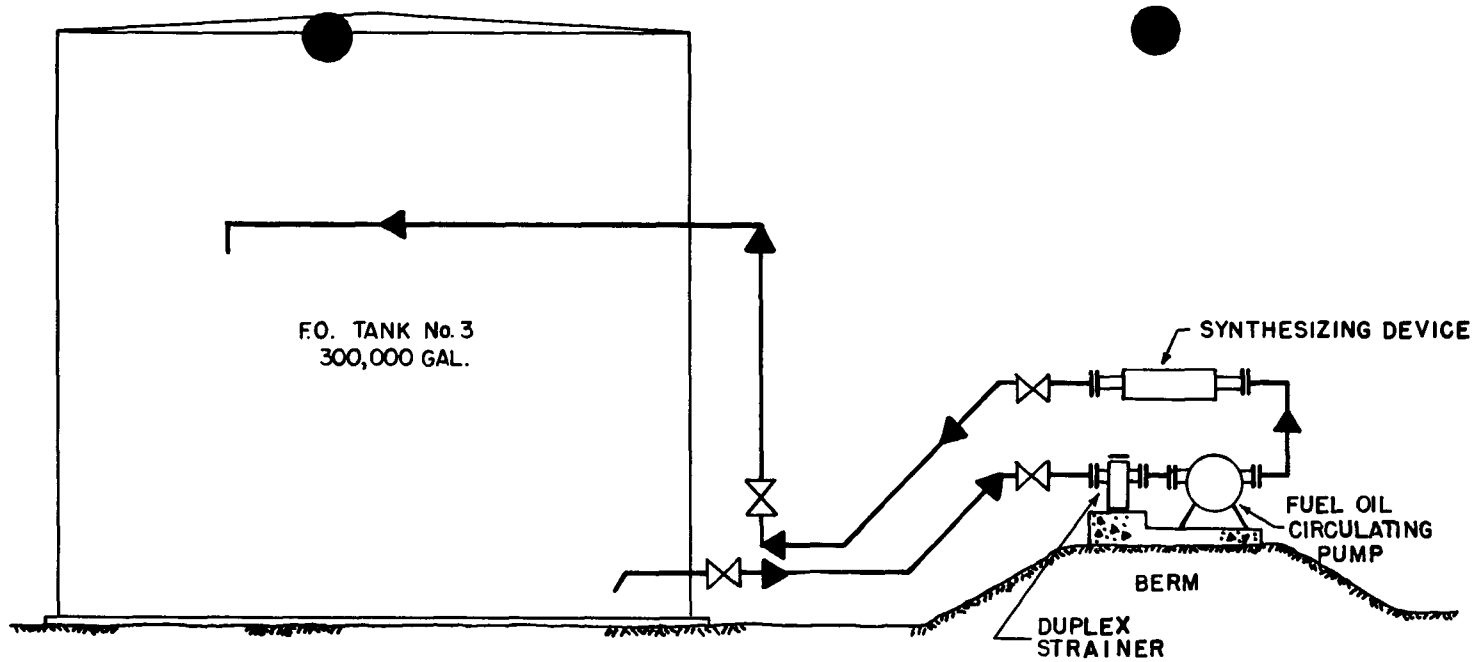 F.O. TANK No. 3
300,000 GAL.
SYNTHESIZING DEVICE
FUEL OIL
CIRCULATING
PUMP
BERM
DUPLEX
STRAINER